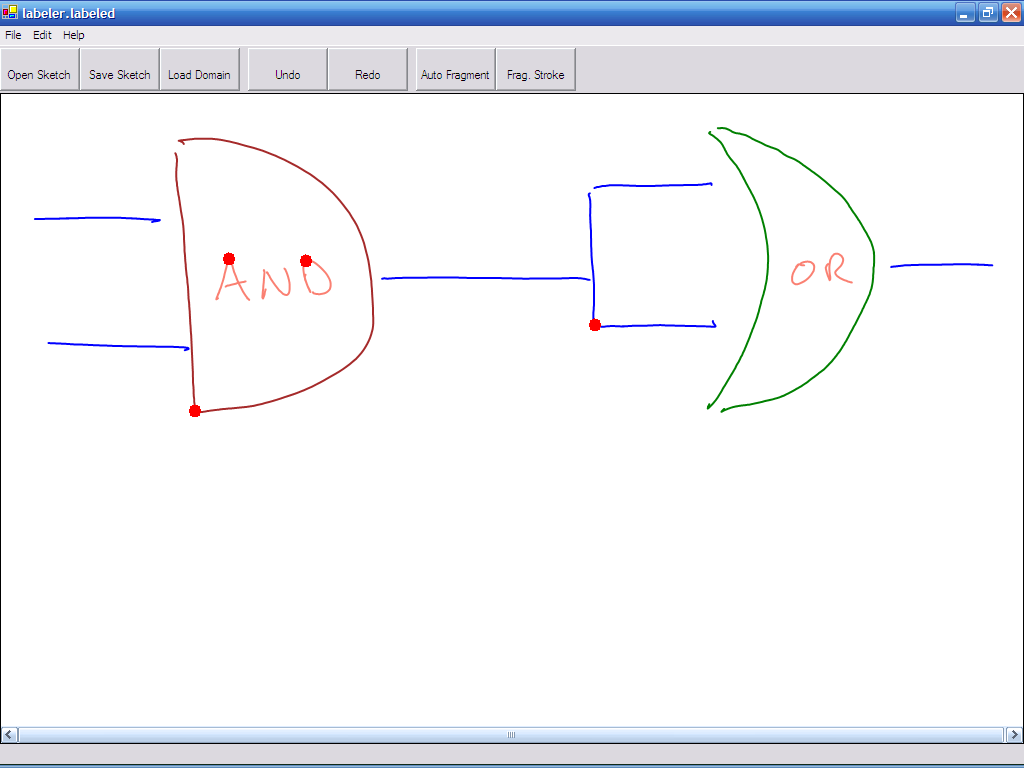 labeler.labeled
File Edit Help
Open Sketch Save Sketch Load Domain Undo Redo Auto Fragment Frag. Stroke
AND OR